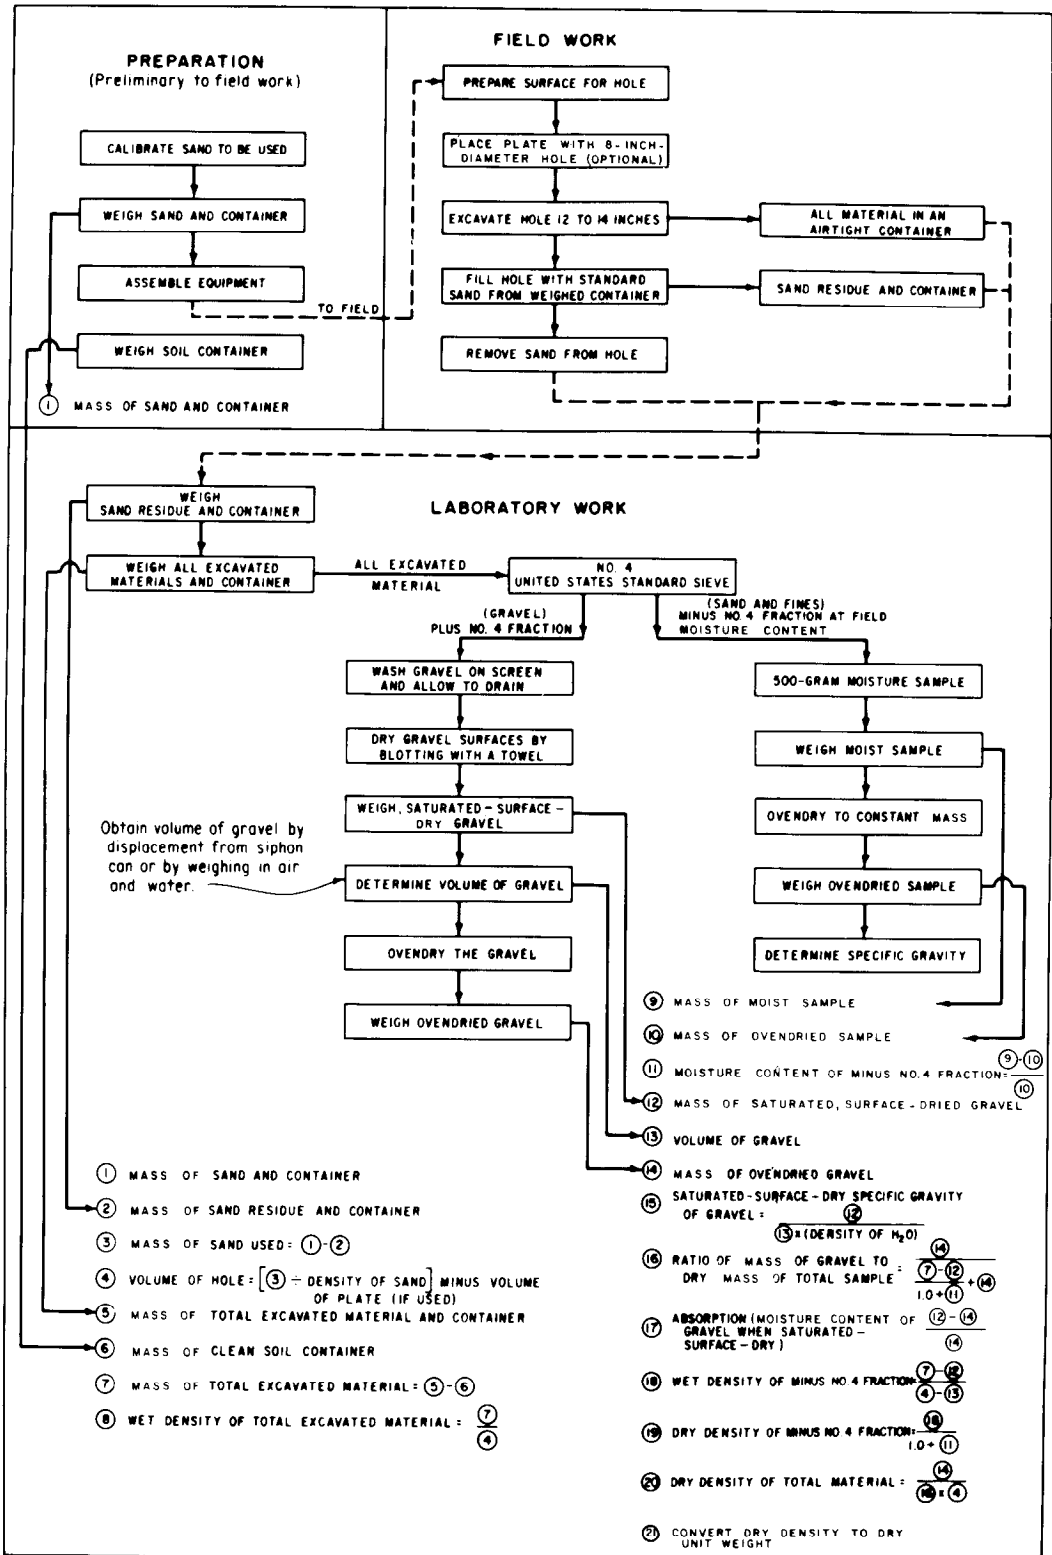 PREPARATION
(Preliminary to field work)
CALIBRATE SAND TO BE USED
WEIGH SAND AND CONTAINER
ASSEMBLE EQUIPMENT
TO FIELD
WEIGH SOIL CONTAINER
1 MASS OF SAND AND CONTAINER
FIELD WORK
PREPARE SURFACE FOR HOLE
PLACE PLATE WITH 8-INCH-
DIAMETER HOLE (OPTIONAL)
EXCAVATE HOLE 12 TO 14 INCHES
ALL MATERIAL IN AN
AIRTIGHT CONTAINER
FILL HOLE WITH STANDARD
SAND FROM WEIGHED CONTAINER
SAND RESIDUE AND CONTAINER
REMOVE SAND FROM HOLE
LABORATORY WORK
WEIGH
SAND RESIDUE AND CONTAINER
WEIGH ALL EXCAVATED
MATERIALS AND CONTAINER
ALL EXCAVATED
MATERIAL
NO. 4
UNITED STATES STANDARD SIEVE
(GRAVEL)
PLUS NO. 4 FRACTION
(SAND AND FINES)
MINUS NO. 4 FRACTION AT FIELD
MOISTURE CONTENT
WASH GRAVEL ON SCREEN
AND ALLOW TO DRAIN
DRY GRAVEL SURFACES BY
BLOTTING WITH A TOWEL
WEIGH, SATURATED-SURFACE-
DRY GRAVEL
Obtain volume of gravel by
displacement from siphon
can or by weighing in air
and water.
DETERMINE VOLUME OF GRAVEL
OVENDRY THE GRAVEL
WEIGH OVENDRIED GRAVEL
500-GRAM MOISTURE SAMPLE
WEIGH MOIST SAMPLE
OVENDRY TO CONSTANT MASS
WEIGH OVENDRIED SAMPLE
DETERMINE SPECIFIC GRAVITY
1 MASS OF SAND AND CONTAINER
2 MASS OF SAND RESIDUE AND CONTAINER
3 MASS OF SAND USED = 1 - 2
4 VOLUME OF HOLE = [3 ÷ DENSITY OF SAND] MINUS VOLUME
OF PLATE (IF USED)
5 MASS OF TOTAL EXCAVATED MATERIAL AND CONTAINER
6 MASS OF CLEAN SOIL CONTAINER
7 MASS OF TOTAL EXCAVATED MATERIAL = 5 - 6
8 WET DENSITY OF TOTAL EXCAVATED MATERIAL = 7
4
9 MASS OF MOIST SAMPLE
10 MASS OF OVENDRIED SAMPLE
11 MOISTURE CONTENT OF MINUS NO. 4 FRACTION = 9 - 10
10
12 MASS OF SATURATED, SURFACE-DRIED GRAVEL
13 VOLUME OF GRAVEL
14 MASS OF OVENDRIED GRAVEL
15 SATURATED-SURFACE-DRY SPECIFIC GRAVITY
OF GRAVEL = 12
13 x (DENSITY OF H₂O)
16 RATIO OF MASS OF GRAVEL TO
DRY MASS OF TOTAL SAMPLE = 14
7 - 12
1.0 + 11 + 14
17 ABSORPTION (MOISTURE CONTENT OF
GRAVEL WHEN SATURATED-
SURFACE-DRY) 12 - 14
14
18 WET DENSITY OF MINUS NO. 4 FRACTION = 7 - 12
4 - 13
19 DRY DENSITY OF MINUS NO. 4 FRACTION = 18
1.0 + 11
20 DRY DENSITY OF TOTAL MATERIAL = 14
16 x 4
21 CONVERT DRY DENSITY TO DRY
UNIT WEIGHT